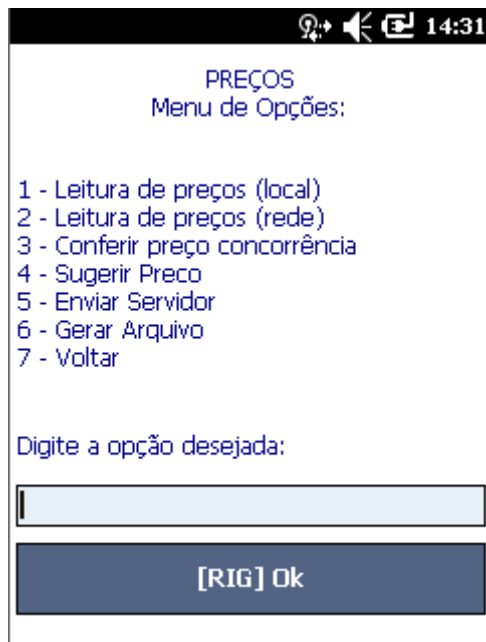 14:31
PREÇOS
Menu de Opções:
1 - Leitura de preços (local)
2 - Leitura de preços (rede)
3 - Conferir preço concorrência
4 - Sugerir Preco
5 - Enviar Servidor
6 - Gerar Arquivo
7 - Voltar
Digite a opção desejada:
[RIG] Ok